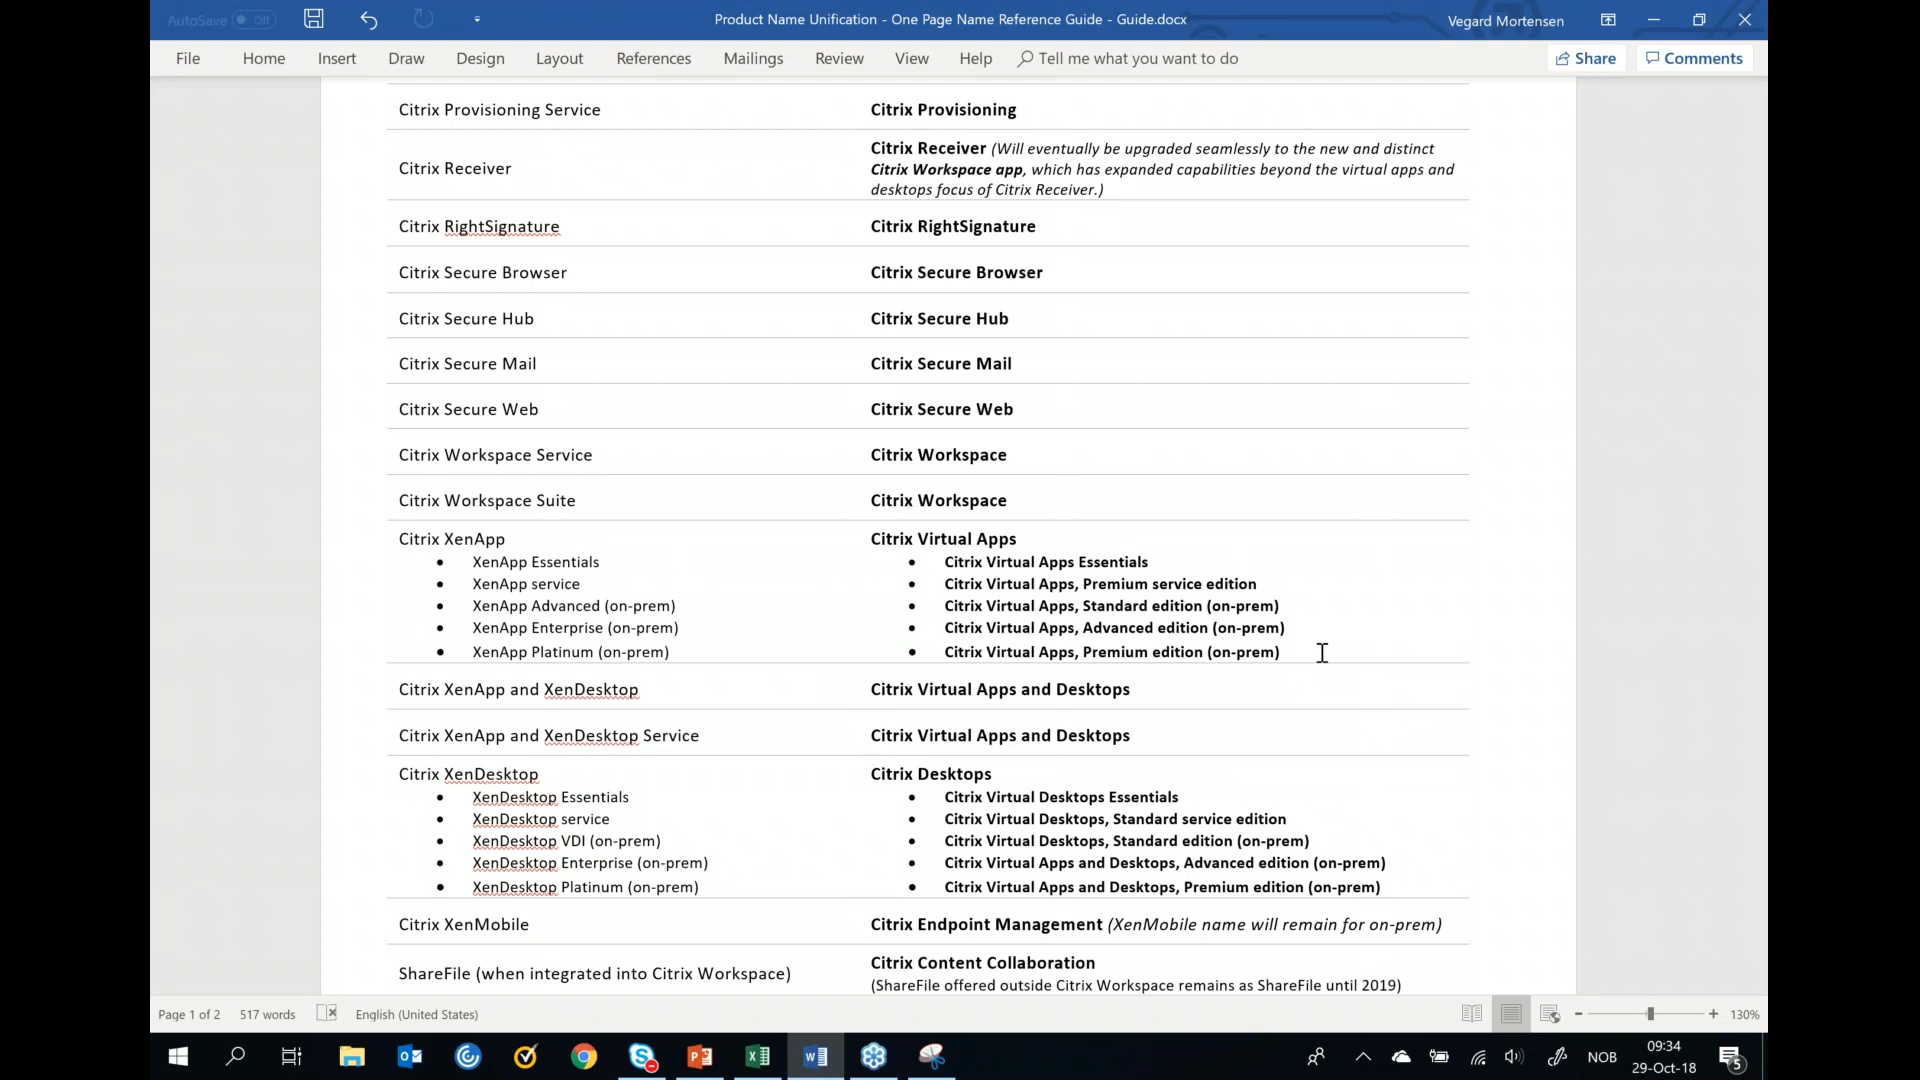 AutoSave Off
Product Name Unification - One Page Name Reference Guide - Guide.docx
Vegard Mortensen
File Home Insert Draw Design Layout References Mailings Review View Help Tell me what you want to do Share Comments
Citrix Provisioning Service
Citrix Provisioning
Citrix Receiver
Citrix Receiver (Will eventually be upgraded seamlessly to the new and distinct
Citrix Workspace app, which has expanded capabilities beyond the virtual apps and
desktops focus of Citrix Receiver.)
Citrix RightSignature
Citrix RightSignature
Citrix Secure Browser
Citrix Secure Browser
Citrix Secure Hub
Citrix Secure Hub
Citrix Secure Mail
Citrix Secure Mail
Citrix Secure Web
Citrix Secure Web
Citrix Workspace Service
Citrix Workspace
Citrix Workspace Suite
Citrix Workspace
Citrix XenApp
• XenApp Essentials
• XenApp service
• XenApp Advanced (on-prem)
• XenApp Enterprise (on-prem)
• XenApp Platinum (on-prem)
Citrix Virtual Apps
• Citrix Virtual Apps Essentials
• Citrix Virtual Apps, Premium service edition
• Citrix Virtual Apps, Standard edition (on-prem)
• Citrix Virtual Apps, Advanced edition (on-prem)
• Citrix Virtual Apps, Premium edition (on-prem)
Citrix XenApp and XenDesktop
Citrix Virtual Apps and Desktops
Citrix XenApp and XenDesktop Service
Citrix Virtual Apps and Desktops
Citrix XenDesktop
• XenDesktop Essentials
• XenDesktop service
• XenDesktop VDI (on-prem)
• XenDesktop Enterprise (on-prem)
• XenDesktop Platinum (on-prem)
Citrix Desktops
• Citrix Virtual Desktops Essentials
• Citrix Virtual Desktops, Standard service edition
• Citrix Virtual Desktops, Standard edition (on-prem)
• Citrix Virtual Apps and Desktops, Advanced edition (on-prem)
• Citrix Virtual Apps and Desktops, Premium edition (on-prem)
Citrix XenMobile
Citrix Endpoint Management (XenMobile name will remain for on-prem)
ShareFile (when integrated into Citrix Workspace)
Citrix Content Collaboration
(ShareFile offered outside Citrix Workspace remains as ShareFile until 2019)
Page 1 of 2 517 words English (United States) 130%
NOB
09:34
29-Oct-18
5